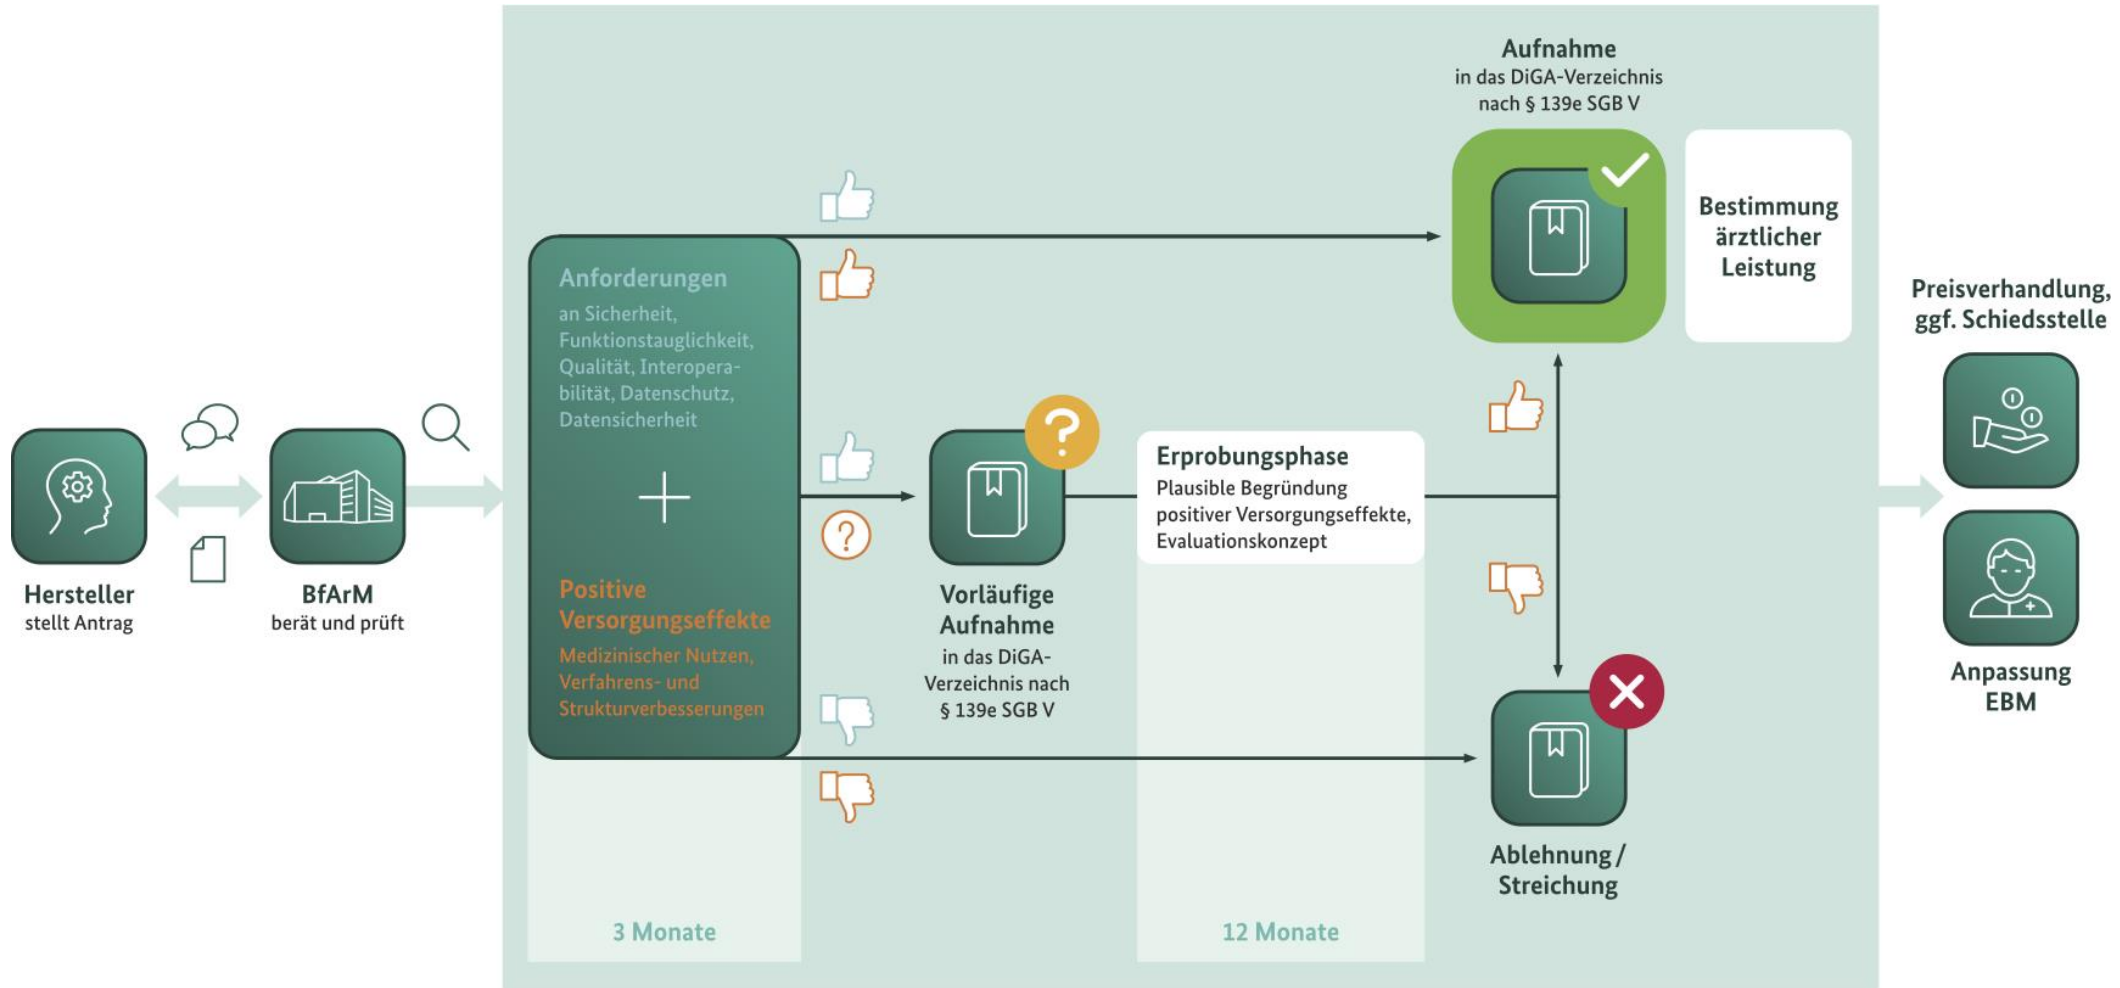 Hersteller
stellt Antrag
BfArM
berät und prüft
Anforderungen
an Sicherheit,
Funktionstauglichkeit,
Qualität, Interopera-
bilität, Datenschutz,
Datensicherheit
Positive
Versorgungseffekte
Medizinischer Nutzen,
Verfahrens- und
Strukturverbesserungen
3 Monate
?
?
Vorläufige
Aufnahme
in das DiGA-
Verzeichnis nach
§ 139e SGB V
Erprobungsphase
Plausible Begründung
positiver Versorgungseffekte,
Evaluationskonzept
12 Monate
Aufnahme
in das DiGA-Verzeichnis
nach § 139e SGB V
Bestimmung
ärztlicher
Leistung
Ablehnung /
Streichung
Preisverhandlung,
ggf. Schiedsstelle
Anpassung
EBM